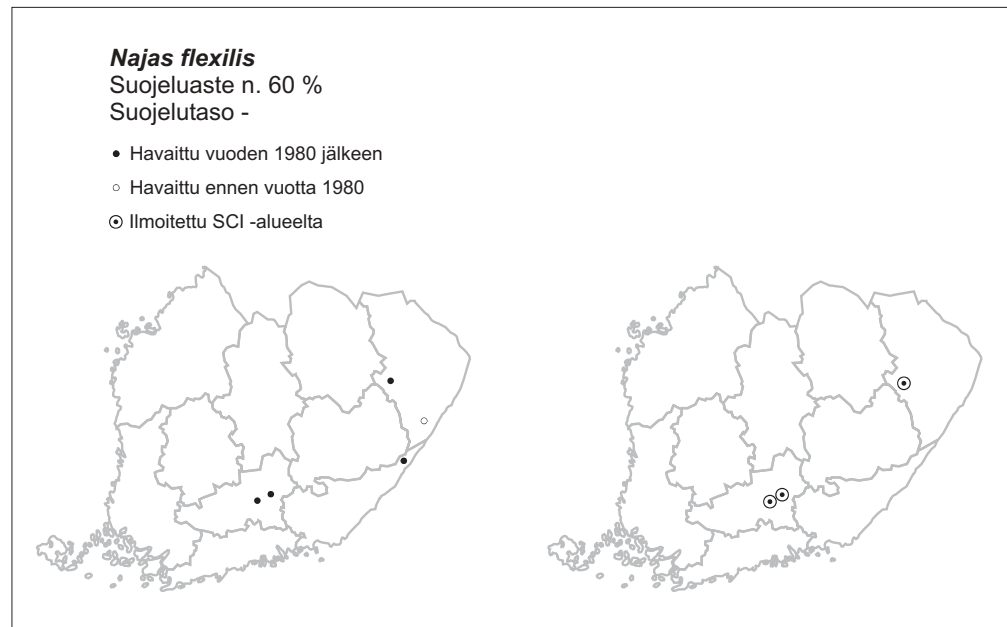 Najas flexilis
Suojeluaste n. 60 %
Suojelutaso -
Havaittu vuoden 1980 jälkeen
Havaittu ennen vuotta 1980
Ilmoitettu SCI -alueelta